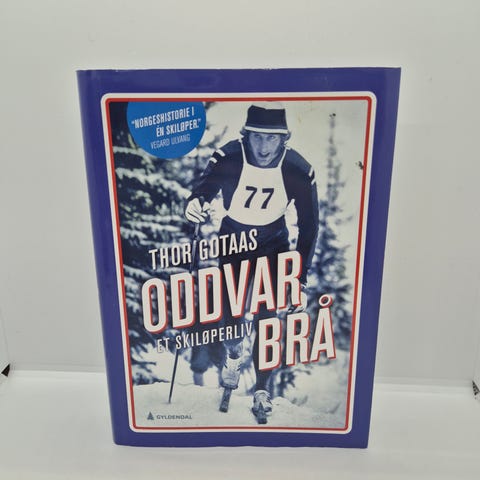 "NORGESHISTORIE I
ÉN SKILØPER."
VEGARD ULVANG
77
THOR GOTAAS
ODDVAR
ET SKILØPERLIV
BRÅ
GYLDENDAL